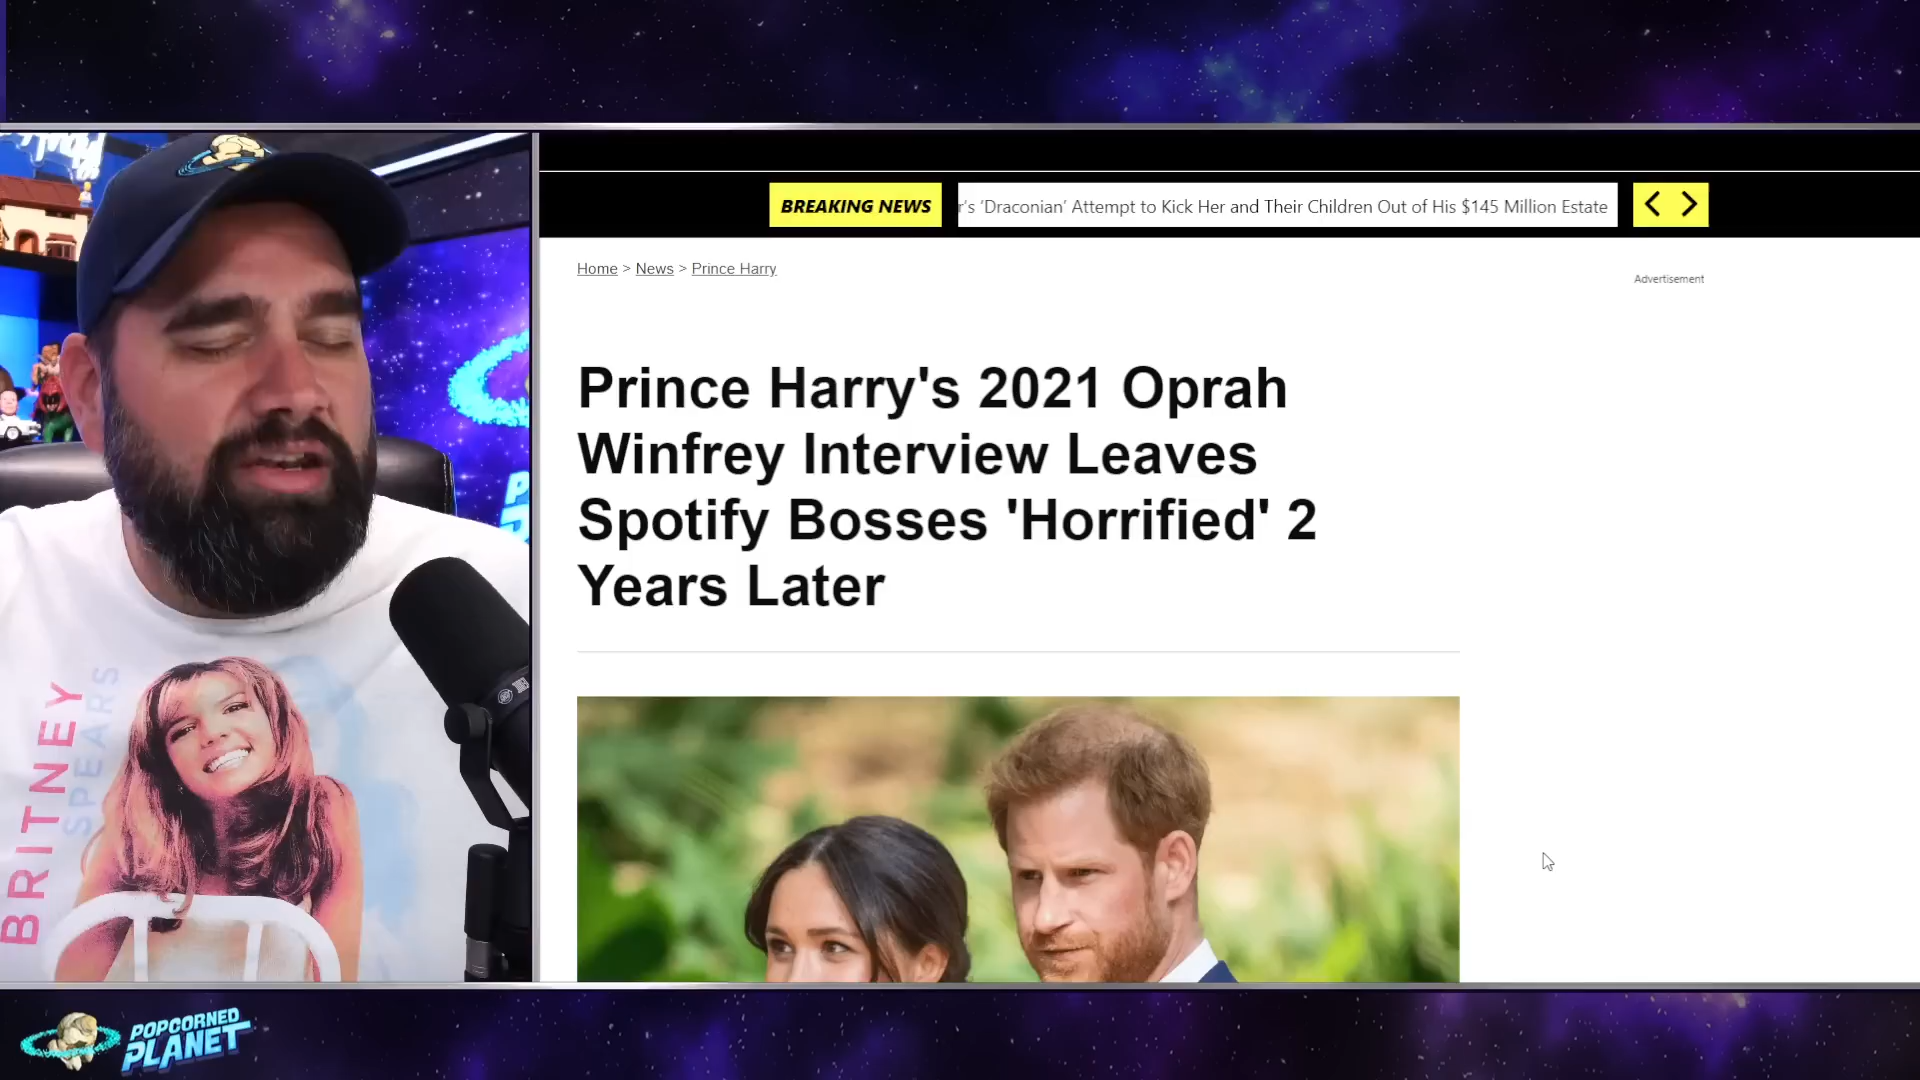 BREAKING NEWS
r's ‘Draconian’ Attempt to Kick Her and Their Children Out of His $145 Million Estate
Home > News > Prince Harry
Advertisement
Prince Harry's 2021 Oprah
Winfrey Interview Leaves
Spotify Bosses 'Horrified' 2
Years Later
BRITNEY
SPEARS
POPCORNED
PLANET